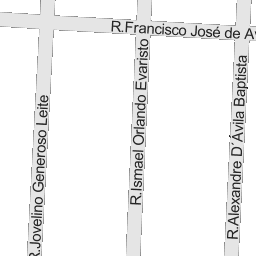 R.Francisco José de Av
R.Jovelino Generoso Leite
R.Ismael Orlando Evaristo
R.Alexandre D´Ávila Baptista